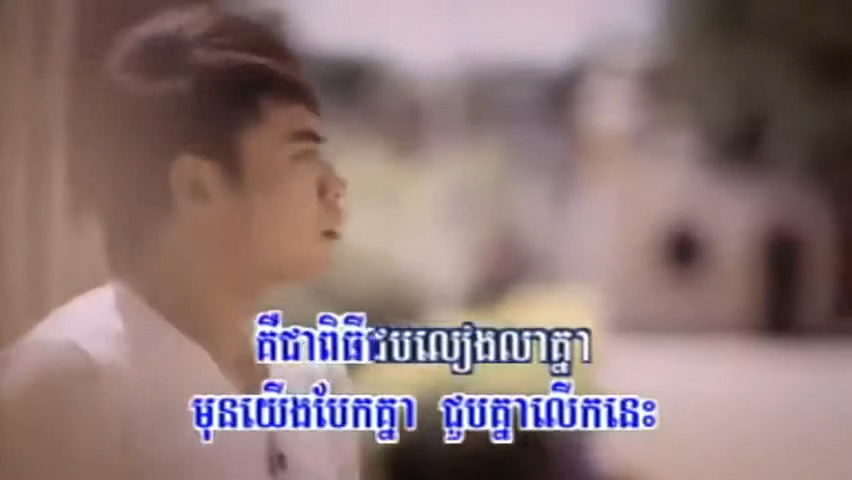 គឺជាពិធីជប់លៀងលាគ្នា
មុនយើងបែកគ្នា ជួបគ្នាលើកនេះ